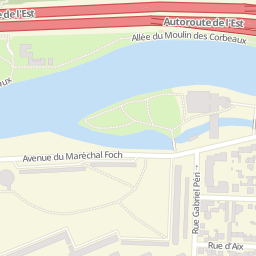 de l'Est
Autoroute de l'Est
Allée du Moulin des Corbeaux
aux
Avenue du Maréchal Foch
Rue Gabriel Péri
Rue d'Aix